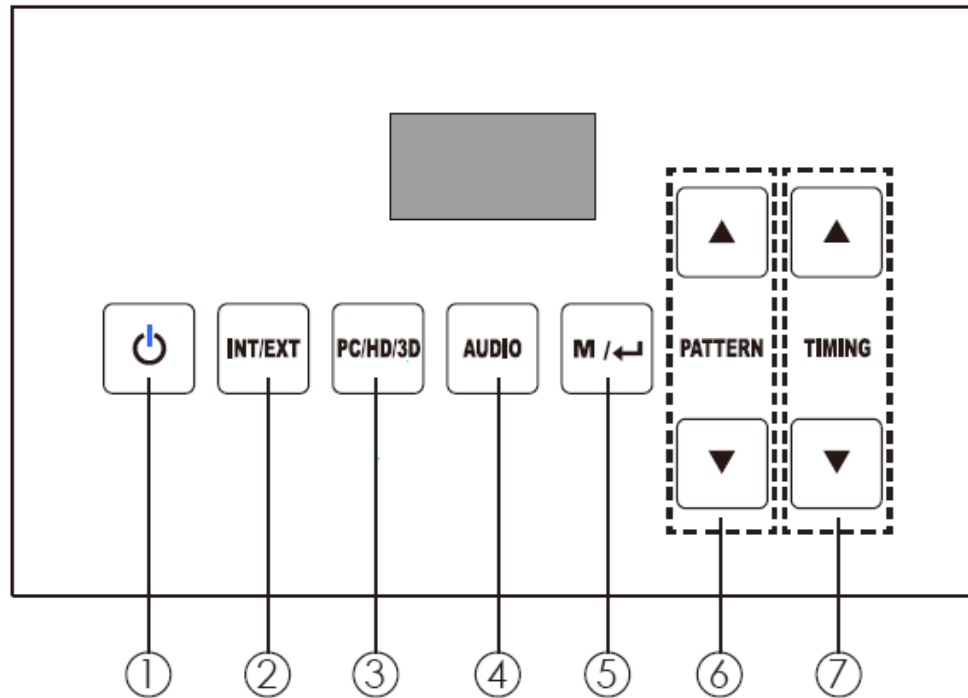 INT/EXT PC/HD/3D AUDIO M /↵ PATTERN TIMING
① ② ③ ④ ⑤ ⑥ ⑦